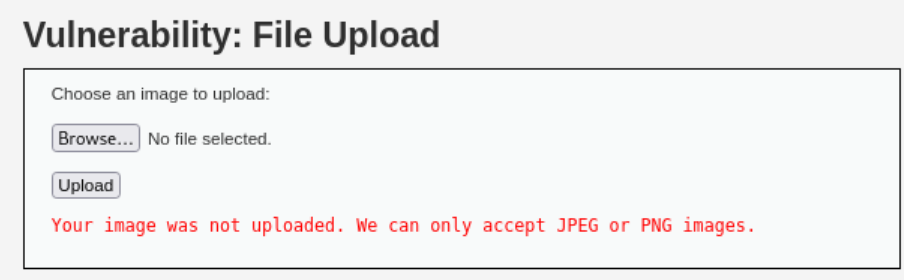 Vulnerability: File Upload
Choose an image to upload:
Browse... No file selected.
Upload
Your image was not uploaded. We can only accept JPEG or PNG images.